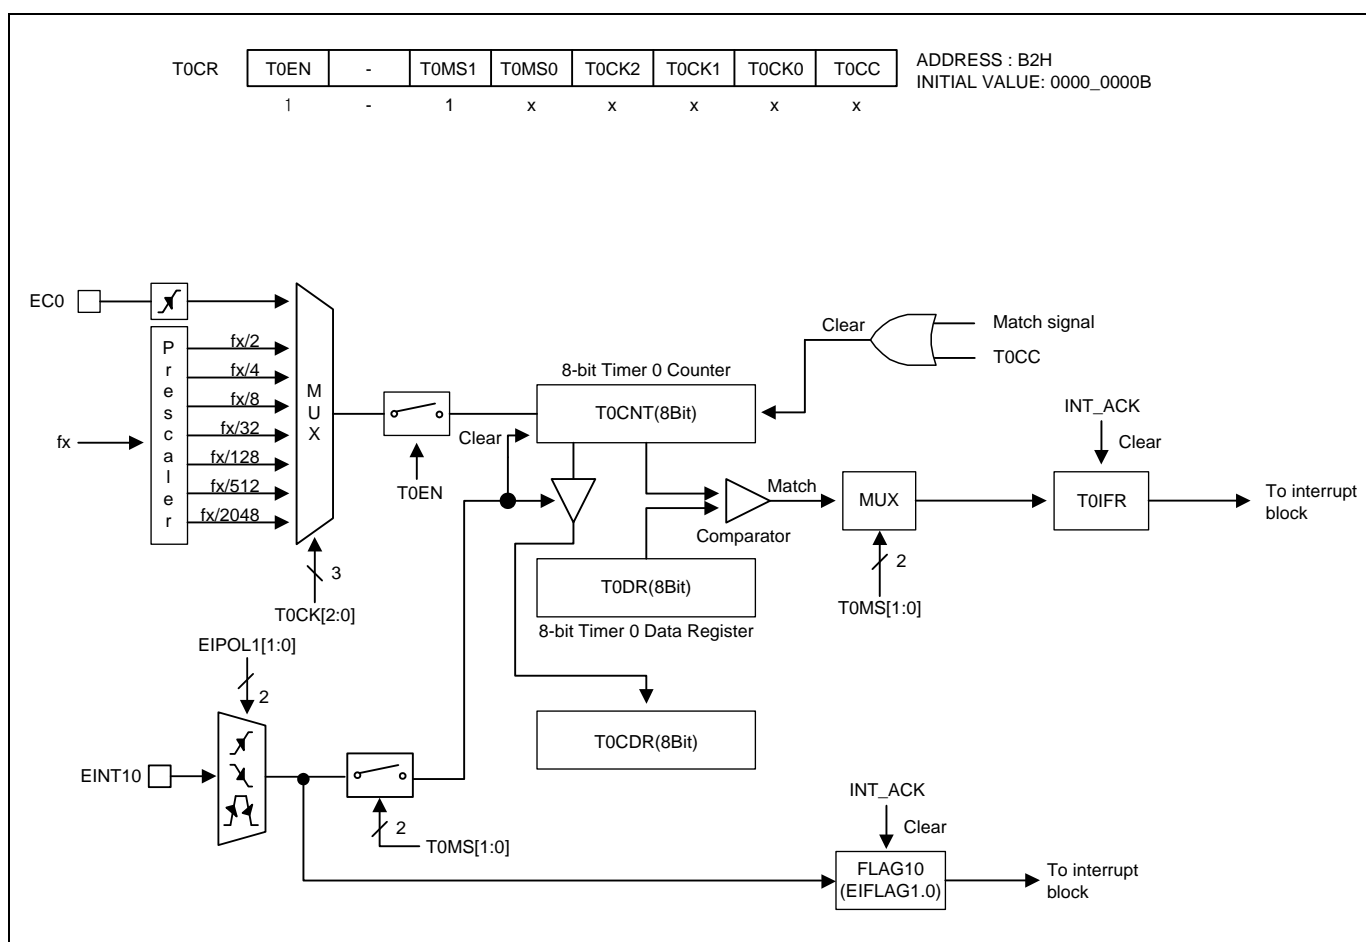 T0CR T0EN - T0MS1 T0MS0 T0CK2 T0CK1 T0CK0 T0CC
ADDRESS : B2H
INITIAL VALUE: 0000_0000B
1 - 1 x x x x x
EC0
Prescaler
fx
fx/2
fx/4
fx/8
fx/32
fx/128
fx/512
fx/2048
MUX
3
T0CK[2:0]
T0EN
Clear
8-bit Timer 0 Counter
T0CNT(8Bit)
Clear
Match signal
T0CC
Match
Comparator
MUX
2
T0MS[1:0]
INT_ACK
Clear
T0IFR
To interrupt
block
T0DR(8Bit)
8-bit Timer 0 Data Register
T0CDR(8Bit)
EIPOL1[1:0]
2
EINT10
2
T0MS[1:0]
INT_ACK
Clear
FLAG10
(EIFLAG1.0)
To interrupt
block